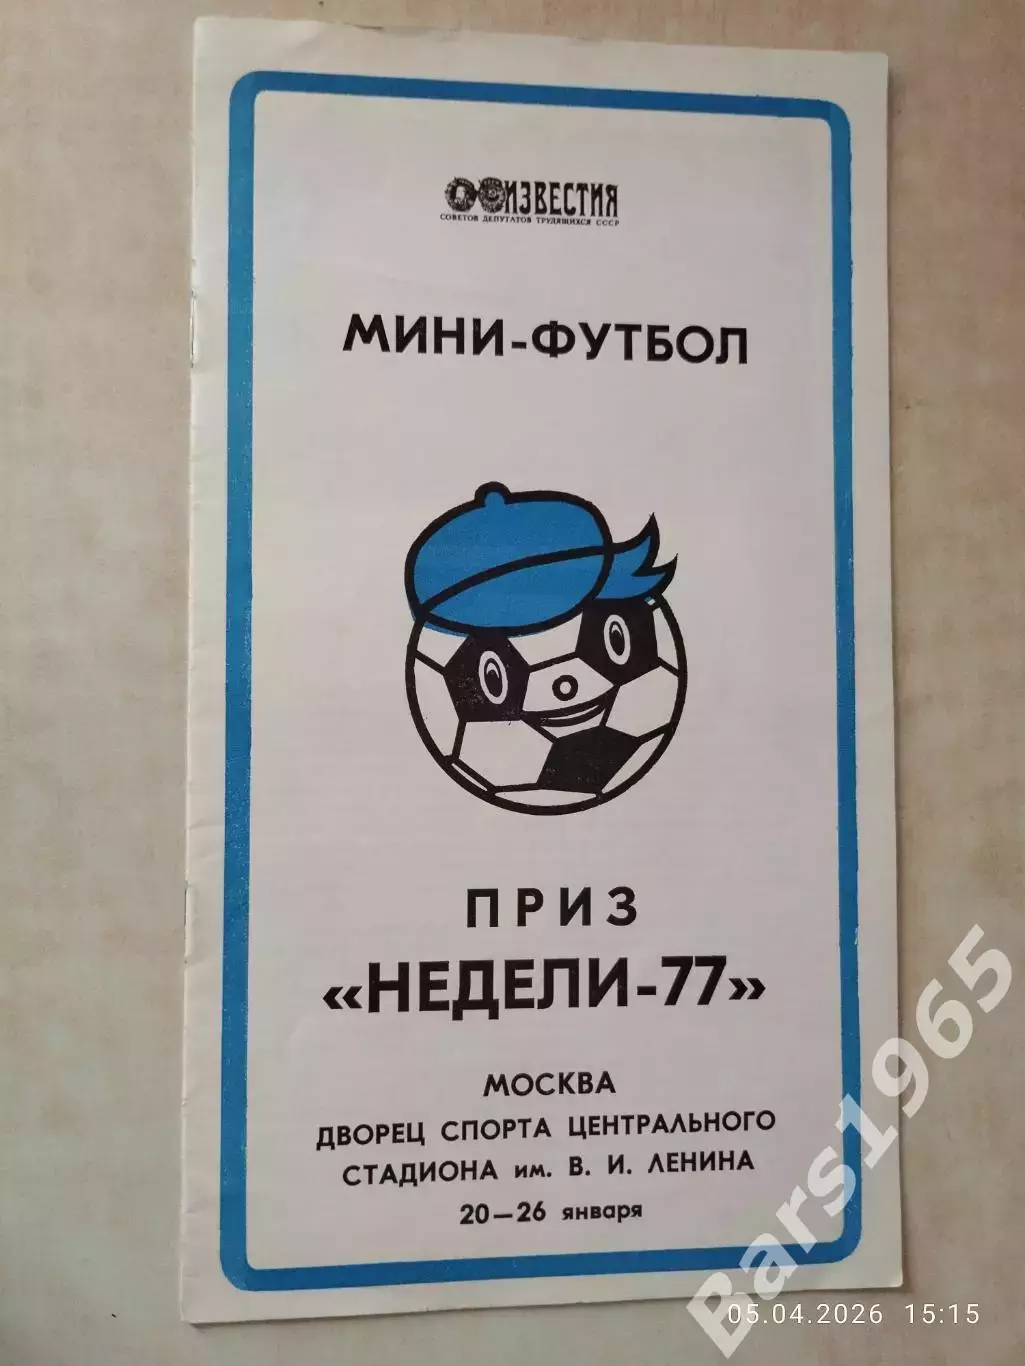 ИЗВЕСТИЯ
СОВЕТОВ ДЕПУТАТОВ ТРУДЯЩИХСЯ СССР
МИНИ-ФУТБОЛ
ПРИЗ
«НЕДЕЛИ-77»
МОСКВА
ДВОРЕЦ СПОРТА ЦЕНТРАЛЬНОГО
СТАДИОНА им. В. И. ЛЕНИНА
20—26 января
Bars1965
05.04.2026 15:15